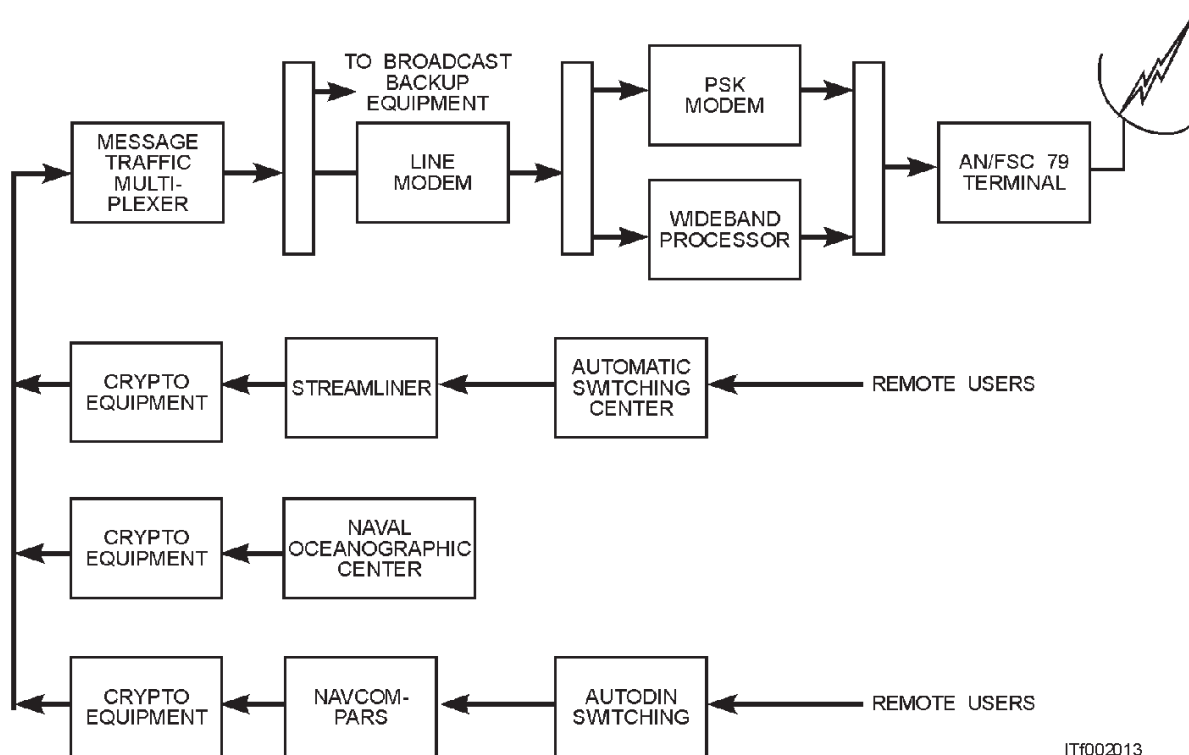 TO BROADCAST
BACKUP
EQUIPMENT
MESSAGE
TRAFFIC
MULTI-
PLEXER
LINE
MODEM
PSK
MODEM
WIDEBAND
PROCESSOR
AN/FSC 79
TERMINAL
CRYPTO
EQUIPMENT
STREAMLINER
AUTOMATIC
SWITCHING
CENTER
REMOTE USERS
CRYPTO
EQUIPMENT
NAVAL
OCEANOGRAPHIC
CENTER
CRYPTO
EQUIPMENT
NAVCOM-
PARS
AUTODIN
SWITCHING
REMOTE USERS
ITf002013